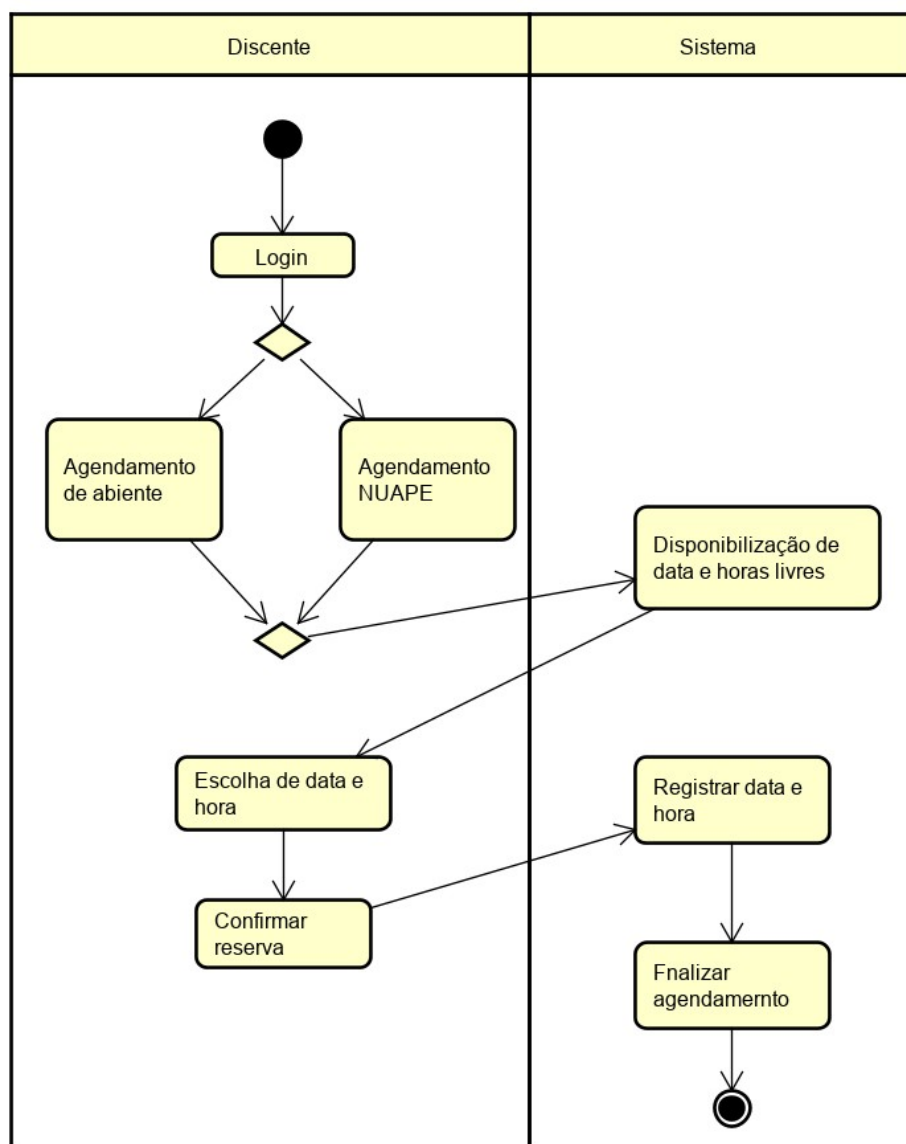 Discente
Sistema
Login
Agendamento
de abiente
Agendamento
NUAPE
Disponibilização de
data e horas livres
Escolha de data e
hora
Registrar data e
hora
Confirmar
reserva
Fnalizar
agendamernto